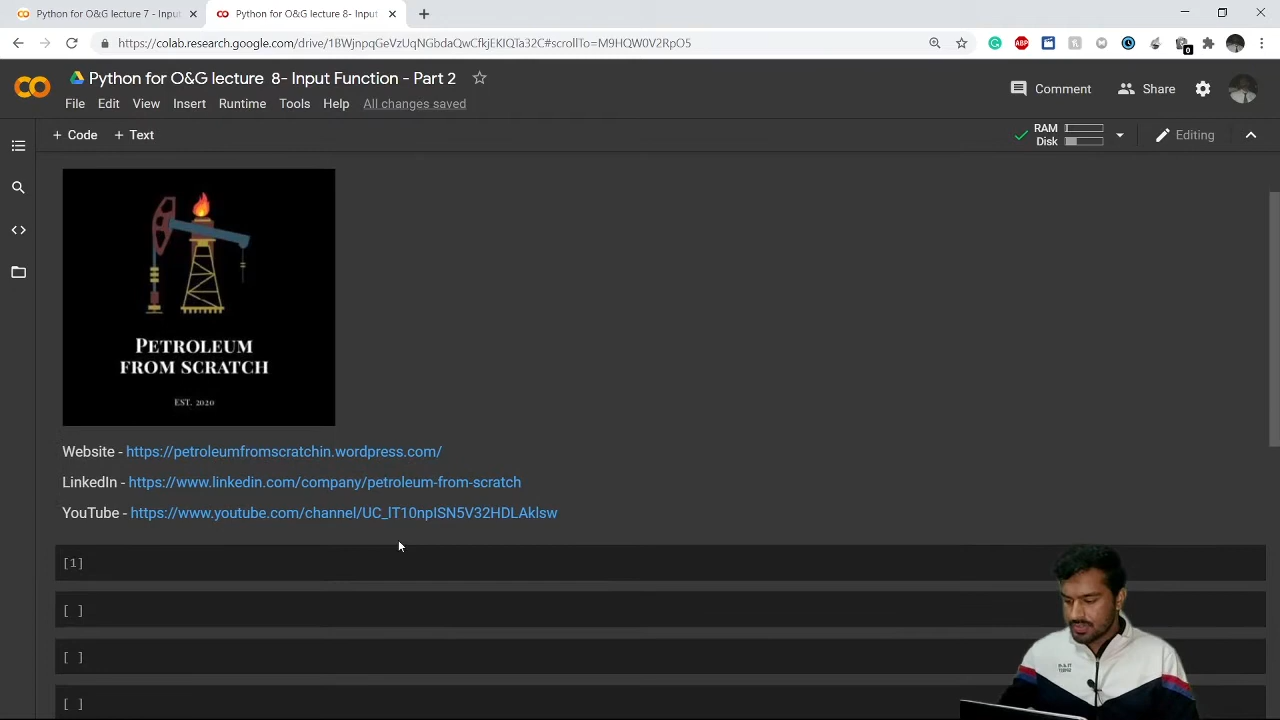 Python for O&G lecture 7 - Input
Python for O&G lecture 8- Input
https://colab.research.google.com/drive/1BWjnpuGeVzUqNGbdaQwCfbiEKIQTa32C#scrollTo=M9HQW0V2RpO5
Python for O&G lecture 8- Input Function - Part 2
File Edit View Insert Runtime Tools Help All changes saved
Comment
Share
+ Code + Text
RAM
Disk
Editing
PETROLEUM
FROM SCRATCH
EST. 2020
Website - https://petroleumfromscratchin.wordpress.com/
LinkedIn - https://www.linkedin.com/company/petroleum-from-scratch
YouTube - https://www.youtube.com/channel/UC_lT10npISN5V32HDLAklsw
[1]
[ ]
[ ]
[ ]